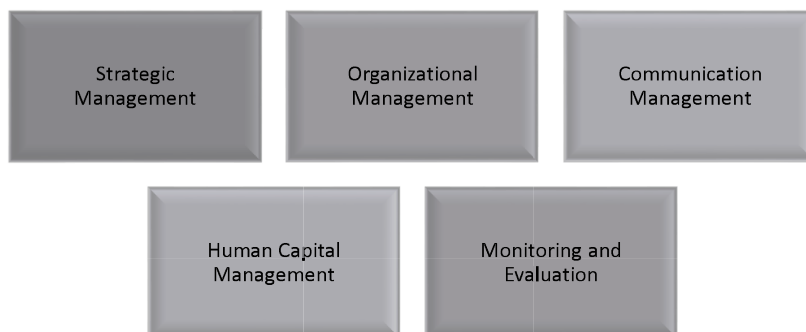 Strategic
Management
Organizational
Management
Communication
Management
Human Capital
Management
Monitoring and
Evaluation